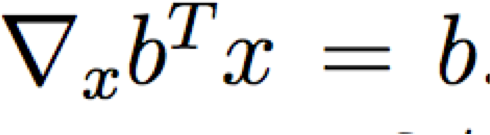 ∇ₓbᵀx = b.